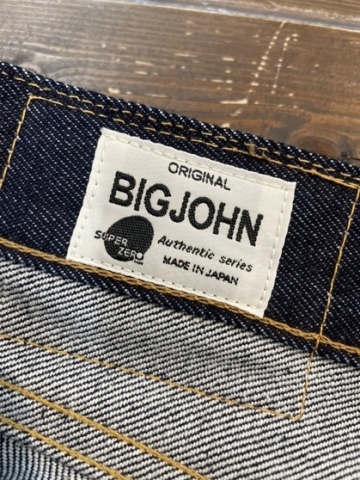 ORIGINAL
BIGJOHN
SUPER
ZERO
Authentic series
MADE IN JAPAN